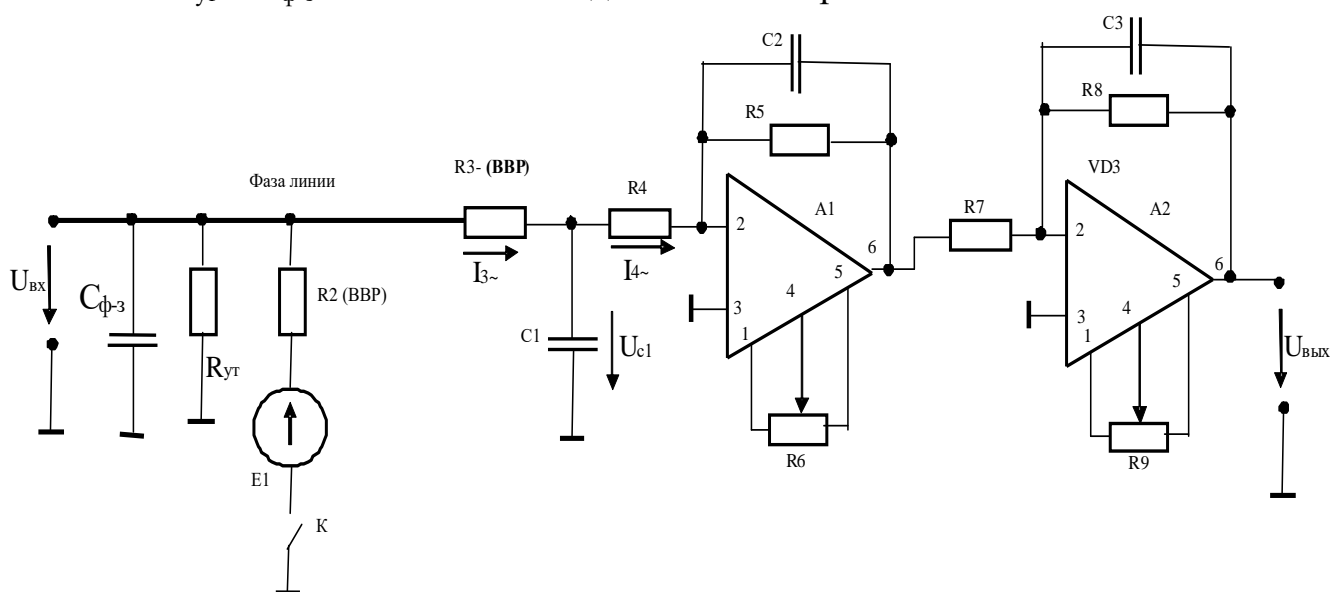 C2
C3
R5
R8
Фаза линии
R3- (ВВР)
R4
A1
R7
VD3
A2
2
2
6
6
5
5
4
4
3
3
1
1
Uвх
Cф-з
Rут
R2 (ВВР)
I3~
I4~
C1
Uc1
Uвых
R6
R9
E1
К